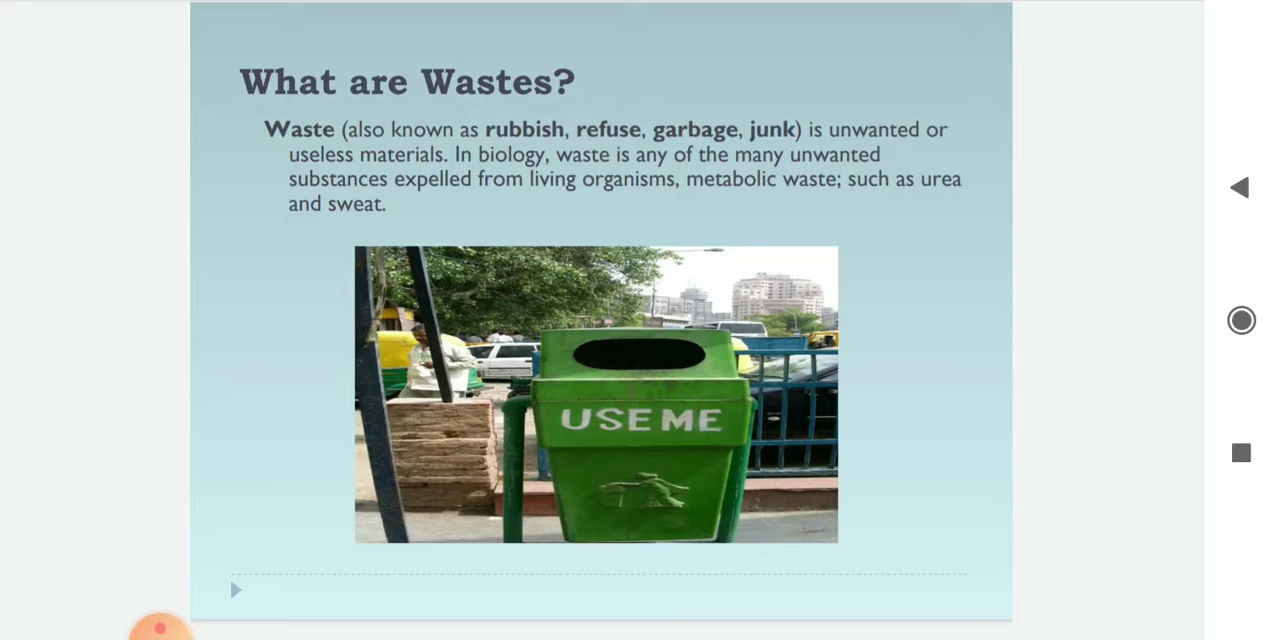 What are Wastes?
Waste (also known as rubbish, refuse, garbage, junk) is unwanted or
useless materials. In biology, waste is any of the many unwanted
substances expelled from living organisms, metabolic waste; such as urea
and sweat.
USE ME